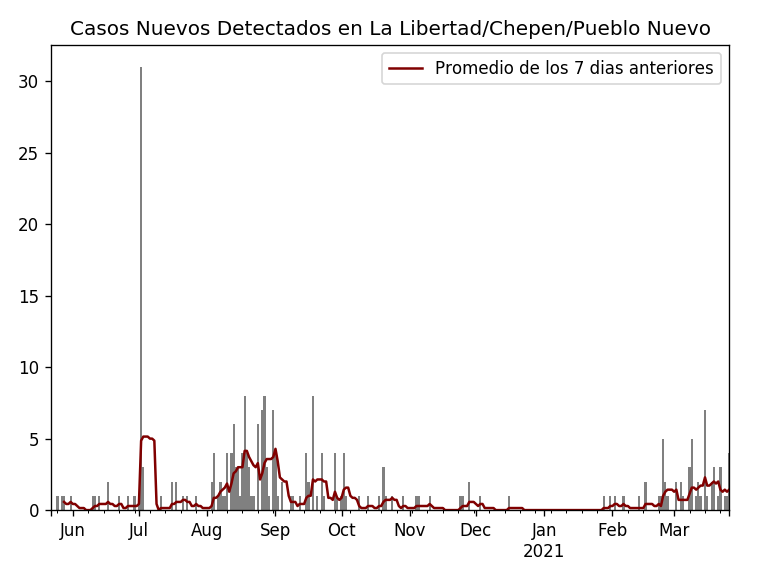 Casos Nuevos Detectados en La Libertad/Chepen/Pueblo Nuevo
Promedio de los 7 dias anteriores
30
25
20
15
10
5
0
Jun Jul Aug Sep Oct Nov Dec Jan Feb Mar
2021